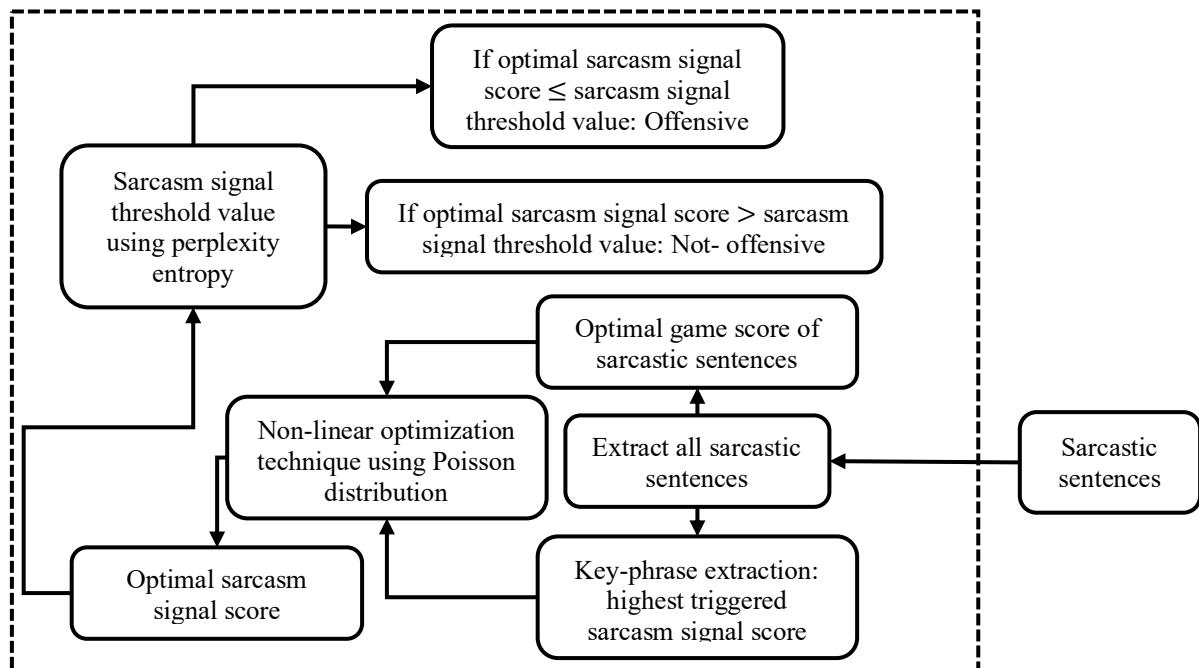 If optimal sarcasm signal
score ≤ sarcasm signal
threshold value: Offensive
Sarcasm signal
threshold value
using perplexity
entropy
If optimal sarcasm signal score > sarcasm
signal threshold value: Not- offensive
Optimal game score of
sarcastic sentences
Non-linear optimization
technique using Poisson
distribution
Extract all sarcastic
sentences
Sarcastic
sentences
Optimal sarcasm
signal score
Key-phrase extraction:
highest triggered
sarcasm signal score